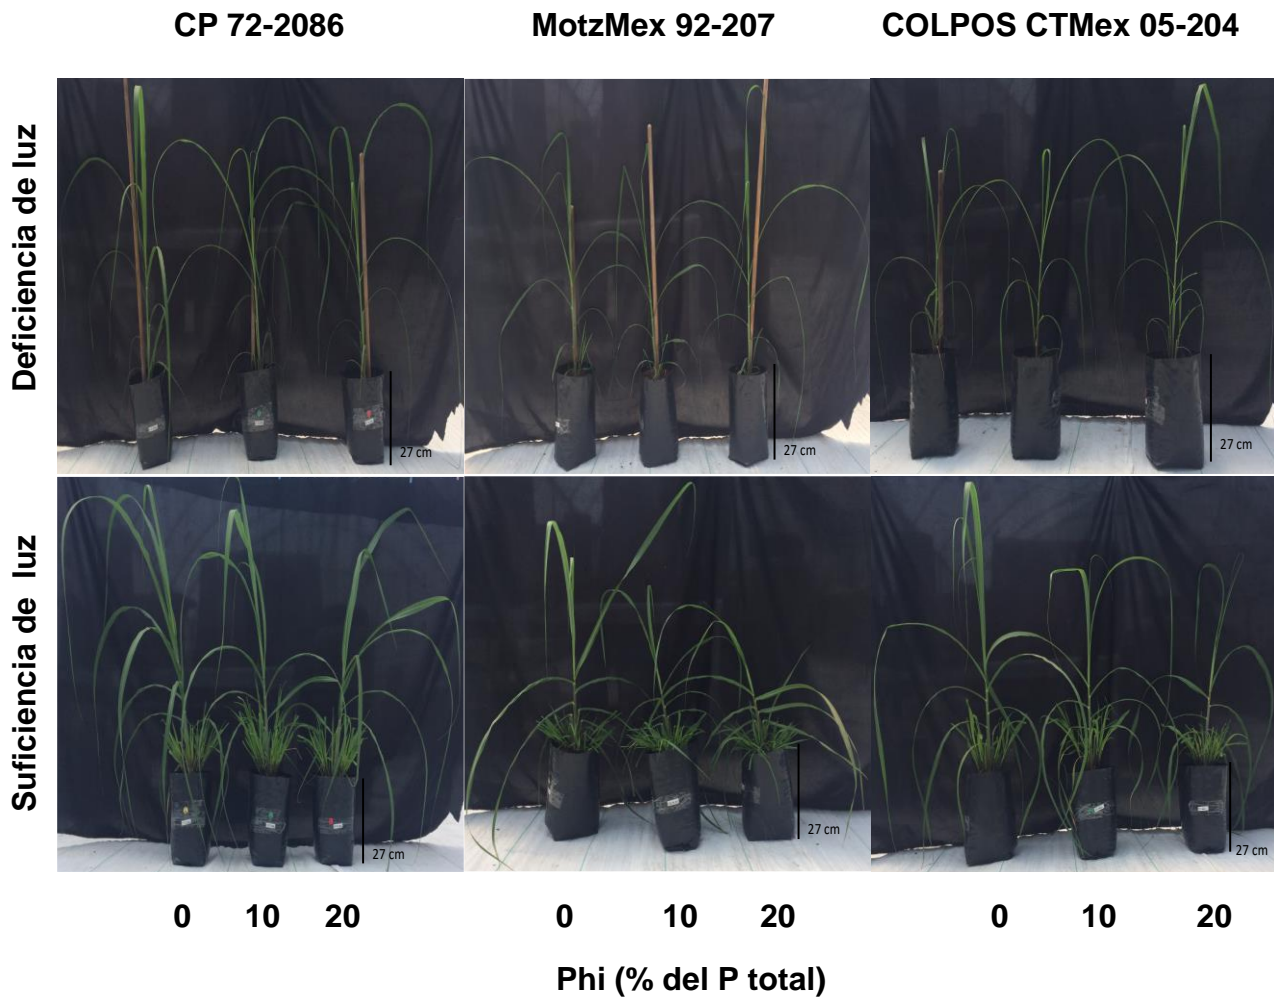 CP 72-2086 MotzMex 92-207 COLPOS CTMex 05-204
Deficiencia de luz
27 cm 27 cm 27 cm
Suficiencia de luz
27 cm 27 cm 27 cm
0 10 20 0 10 20 0 10 20
Phi (% del P total)